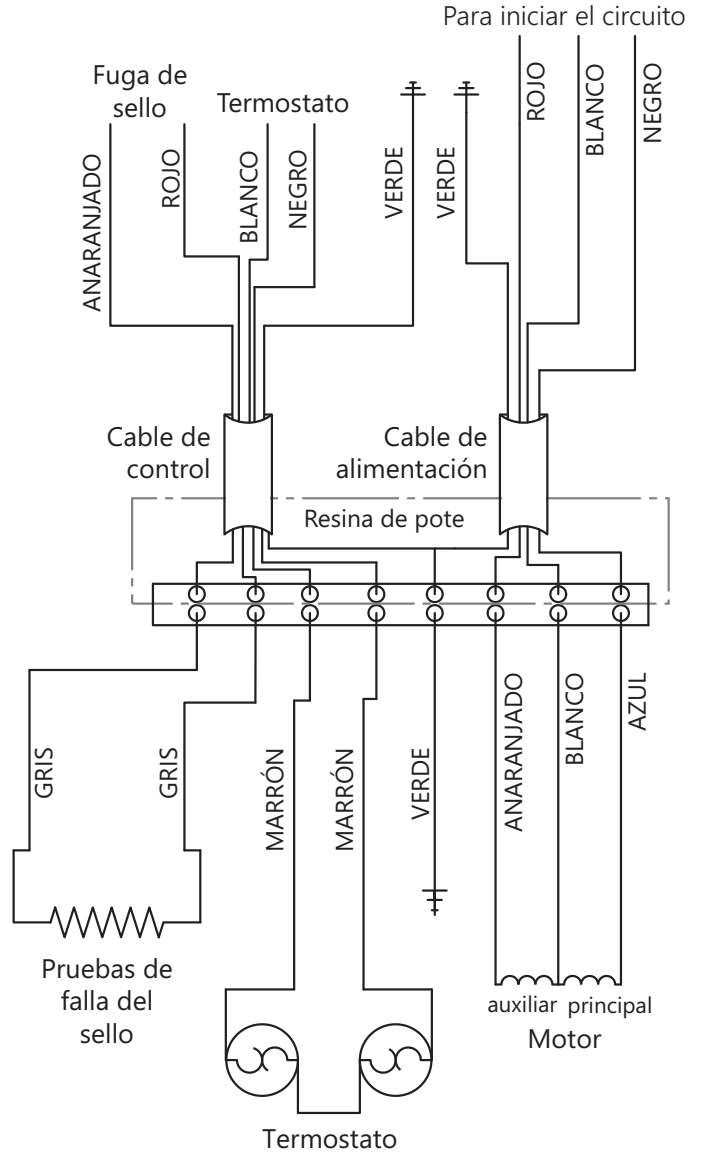 Para iniciar el circuito
Fuga de
sello
Termostato
ANARANJADO
ROJO
BLANCO
NEGRO
VERDE
VERDE
ROJO
BLANCO
NEGRO
Cable de
control
Cable de
alimentación
Resina de pote
GRIS
GRIS
MARRÓN
MARRÓN
VERDE
ANARANJADO
BLANCO
AZUL
Pruebas de
falla del
sello
auxiliar principal
Motor
Termostato